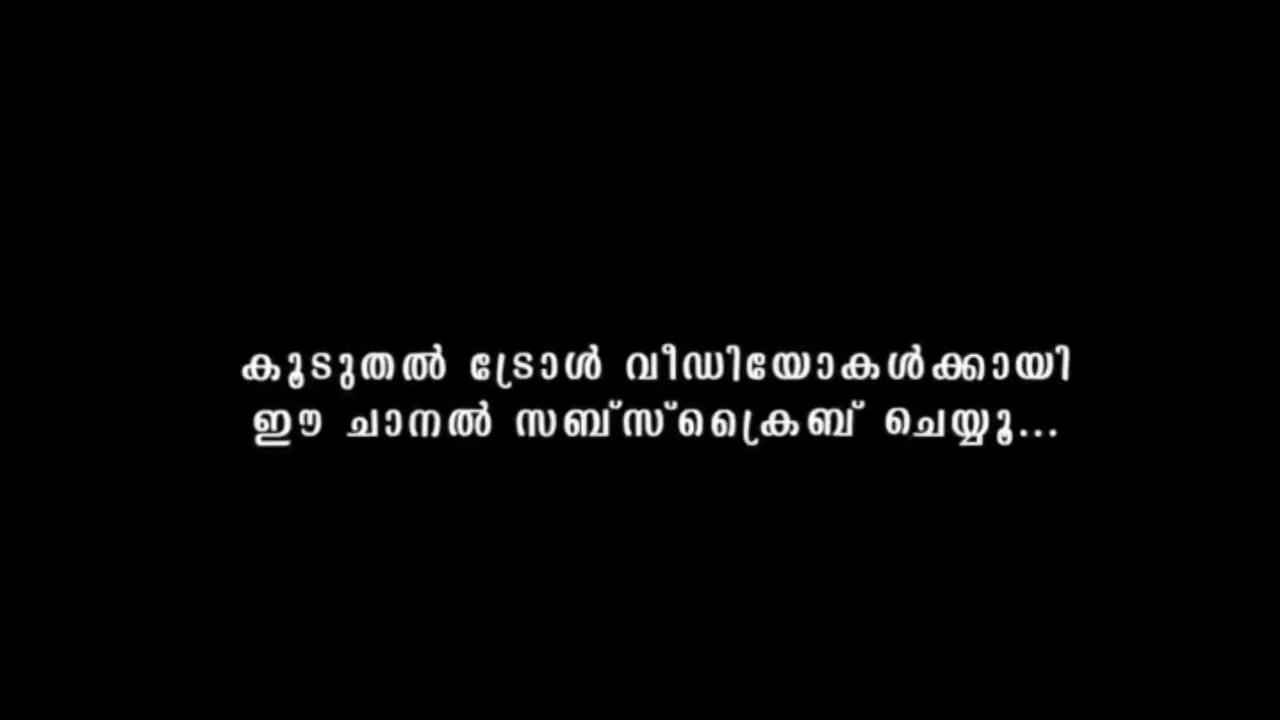 കൂടുതൽ ട്രോൾ വീഡിയോകൾക്കായി
ഈ ചാനൽ സബ്സ്ക്രൈബ് ചെയ്യൂ...